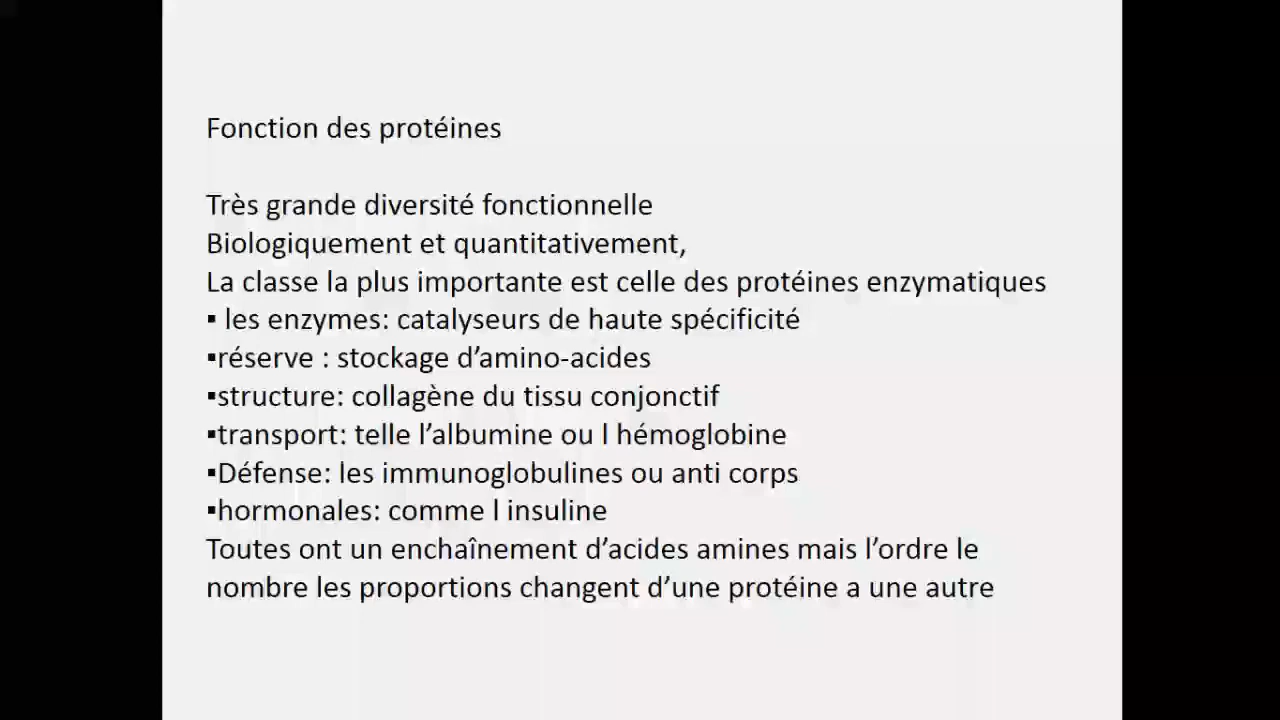 Fonction des protéines
Très grande diversité fonctionnelle
Biologiquement et quantitativement,
La classe la plus importante est celle des protéines enzymatiques
▪ les enzymes: catalyseurs de haute spécificité
▪réserve : stockage d’amino-acides
▪structure: collagène du tissu conjonctif
▪transport: telle l’albumine ou l hémoglobine
▪Défense: les immunoglobulines ou anti corps
▪hormonales: comme l insuline
Toutes ont un enchaînement d’acides amines mais l’ordre le
nombre les proportions changent d’une protéine a une autre